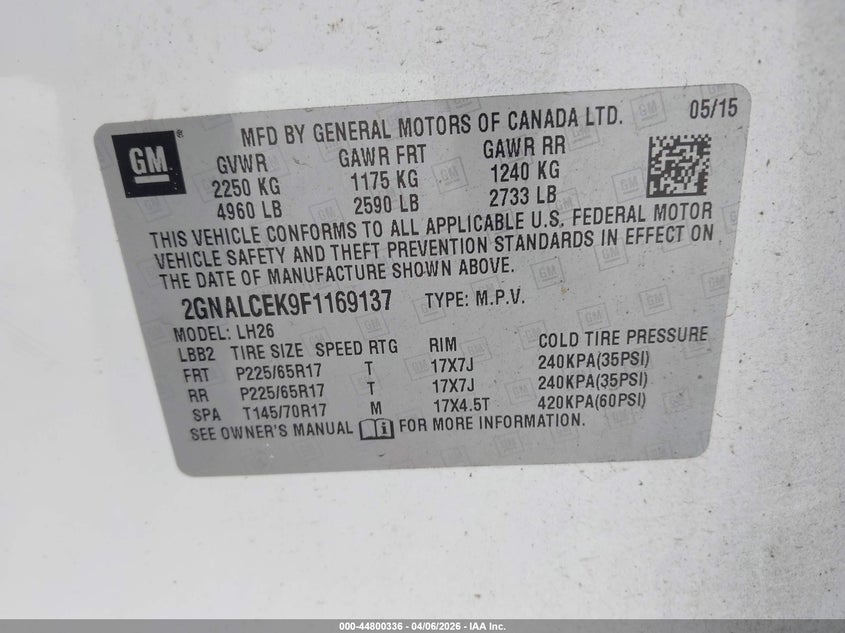 GM ®
MFD BY GENERAL MOTORS OF CANADA LTD. 05/15
GVWR GAWR FRT GAWR RR
2250 KG 1175 KG 1240 KG
4960 LB 2590 LB 2733 LB
THIS VEHICLE CONFORMS TO ALL APPLICABLE U.S. FEDERAL MOTOR
VEHICLE SAFETY AND THEFT PREVENTION STANDARDS IN EFFECT ON
THE DATE OF MANUFACTURE SHOWN ABOVE.
2GNALCEK9F1169137 TYPE: M.P.V.
MODEL: LH26
LBB2 TIRE SIZE SPEED RTG RIM COLD TIRE PRESSURE
FRT P225/65R17 T 17X7J 240KPA(35PSI)
RR P225/65R17 T 17X7J 240KPA(35PSI)
SPA T145/70R17 M 17X4.5T 420KPA(60PSI)
SEE OWNER'S MANUAL i FOR MORE INFORMATION.
000-44800336 - 04/06/2026 - IAA Inc.